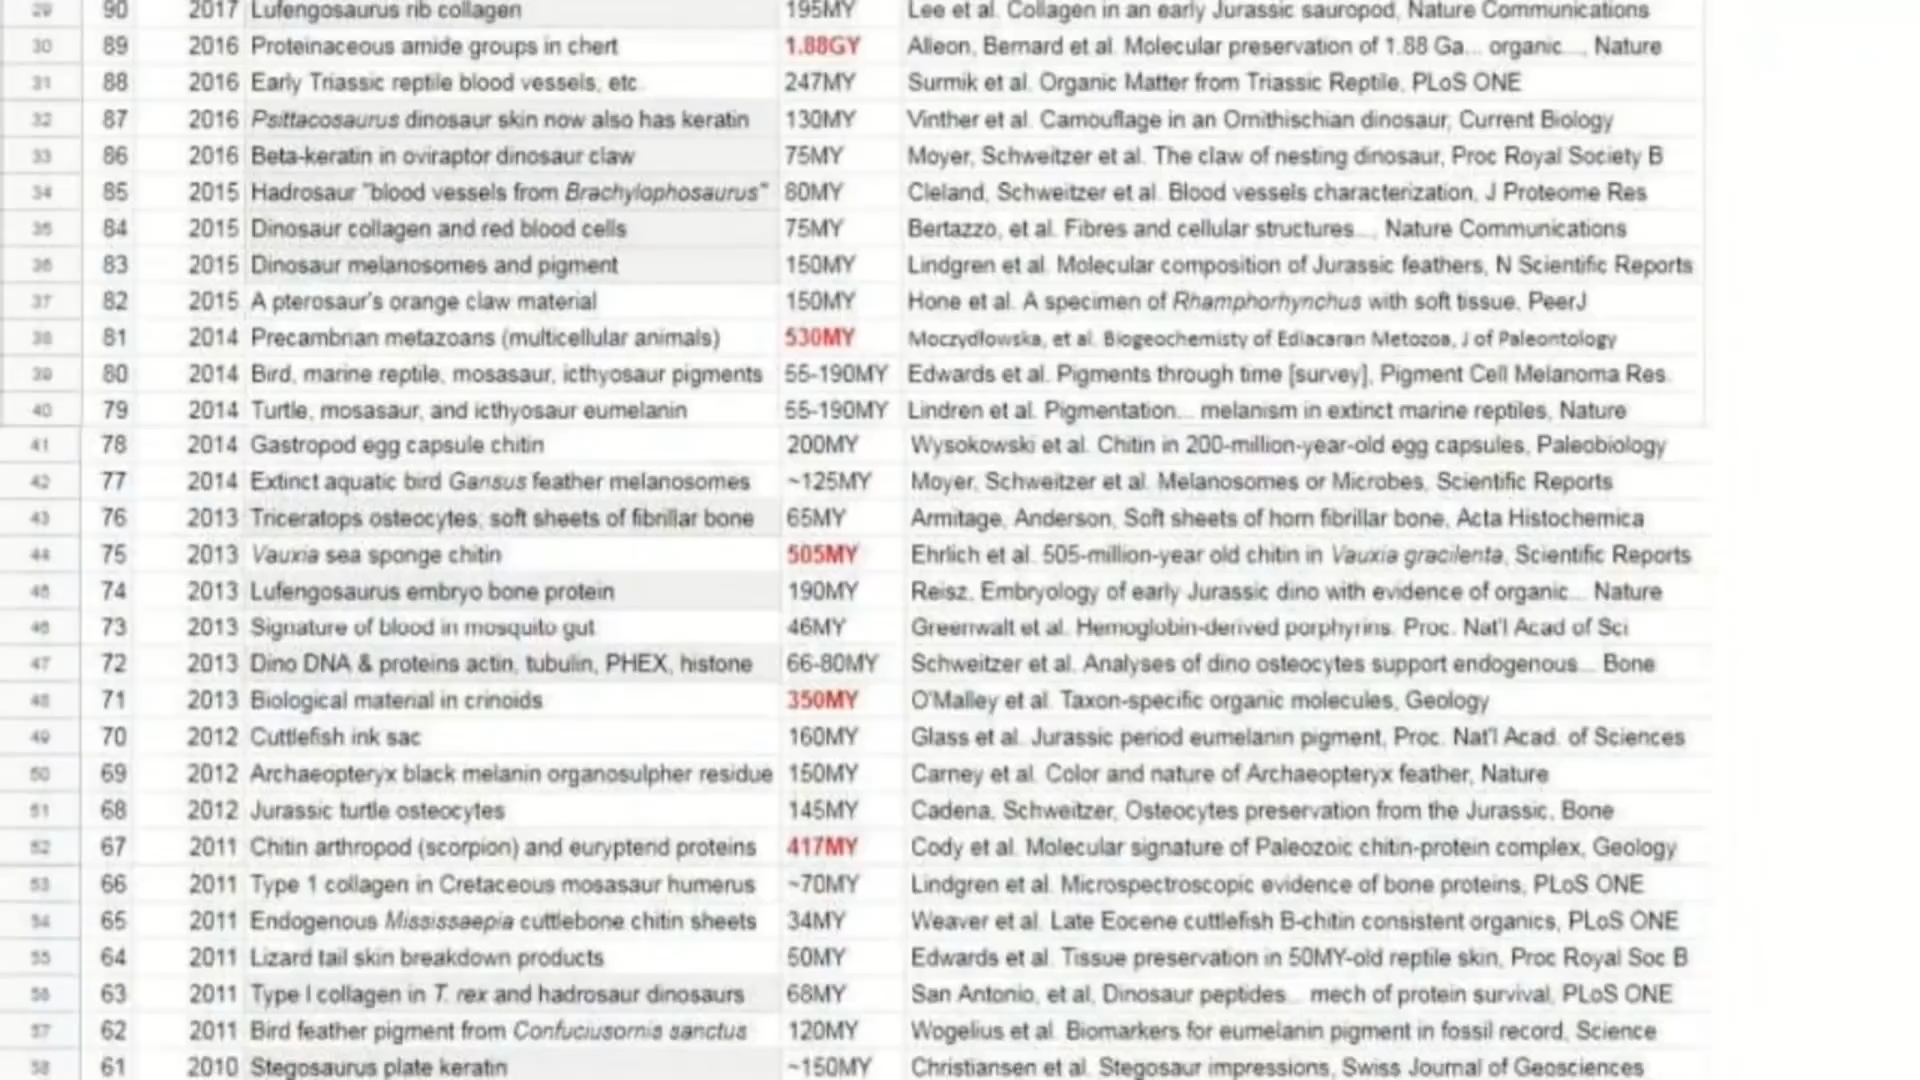 29 90 2017 Lufengosaurus rib collagen 195MY Lee et al. Collagen in an early Jurassic sauropod, Nature Communications
30 89 2016 Proteinaceous amide groups in chert 1.88GY Alleon, Bernard et al. Molecular preservation of 1.88 Ga... organic..., Nature
31 88 2016 Early Triassic reptile blood vessels, etc. 247MY Surmik et al. Organic Matter from Triassic Reptile, PLoS ONE
32 87 2016 Psittacosaurus dinosaur skin now also has keratin 130MY Vinther et al. Camouflage in an Ornithischian dinosaur, Current Biology
33 86 2016 Beta-keratin in oviraptor dinosaur claw 75MY Moyer, Schweitzer et al. The claw of nesting dinosaur, Proc Royal Society B
34 85 2015 Hadrosaur "blood vessels from Brachylophosaurus" 80MY Cleland, Schweitzer et al. Blood vessels characterization, J Proteome Res
35 84 2015 Dinosaur collagen and red blood cells 75MY Bertazzo, et al. Fibres and cellular structures..., Nature Communications
36 83 2015 Dinosaur melanosomes and pigment 150MY Lindgren et al. Molecular composition of Jurassic feathers, N Scientific Reports
37 82 2015 A pterosaur's orange claw material 150MY Hone et al. A specimen of Rhamphorhynchus with soft tissue, PeerJ
38 81 2014 Precambrian metazoans (multicellular animals) 530MY Moczydłowska, et al. Biogeochemisty of Ediacaran Metozoa, J of Paleontology
39 80 2014 Bird, marine reptile, mosasaur, icthyosaur pigments 55-190MY Edwards et al. Pigments through time [survey], Pigment Cell Melanoma Res.
40 79 2014 Turtle, mosasaur, and icthyosaur eumelanin 55-190MY Lindren et al. Pigmentation... melanism in extinct marine reptiles, Nature
41 78 2014 Gastropod egg capsule chitin 200MY Wysokowski et al. Chitin in 200-million-year-old egg capsules, Paleobiology
42 77 2014 Extinct aquatic bird Gansus feather melanosomes ~125MY Moyer, Schweitzer et al. Melanosomes or Microbes, Scientific Reports
43 76 2013 Triceratops osteocytes; soft sheets of fibrillar bone 65MY Armitage, Anderson, Soft sheets of horn fibrillar bone, Acta Histochemica
44 75 2013 Vauxia sea sponge chitin 505MY Ehrlich et al. 505-million-year old chitin in Vauxia gracilenta, Scientific Reports
45 74 2013 Lufengosaurus embryo bone protein 190MY Reisz, Embryology of early Jurassic dino with evidence of organic... Nature
46 73 2013 Signature of blood in mosquito gut 46MY Greenwalt et al. Hemoglobin-derived porphyrins. Proc. Nat'l Acad of Sci
47 72 2013 Dino DNA & proteins actin, tubulin, PHEX, histone 66-80MY Schweitzer et al. Analyses of dino osteocytes support endogenous... Bone
48 71 2013 Biological material in crinoids 350MY O'Malley et al. Taxon-specific organic molecules, Geology
49 70 2012 Cuttlefish ink sac 160MY Glass et al. Jurassic period eumelanin pigment, Proc. Nat'l Acad. of Sciences
50 69 2012 Archaeopteryx black melanin organosulpher residue 150MY Carney et al. Color and nature of Archaeopteryx feather, Nature
51 68 2012 Jurassic turtle osteocytes 145MY Cadena, Schweitzer, Osteocytes preservation from the Jurassic, Bone
52 67 2011 Chitin arthropod (scorpion) and euryptend proteins 417MY Cody et al. Molecular signature of Paleozoic chitin-protein complex, Geology
53 66 2011 Type 1 collagen in Cretaceous mosasaur humerus ~70MY Lindgren et al. Microspectroscopic evidence of bone proteins, PLoS ONE
54 65 2011 Endogenous Mississaepia cuttlebone chitin sheets 34MY Weaver et al. Late Eocene cuttlefish B-chitin consistent organics, PLoS ONE
55 64 2011 Lizard tail skin breakdown products 50MY Edwards et al. Tissue preservation in 50MY-old reptile skin, Proc Royal Soc B
56 63 2011 Type I collagen in T. rex and hadrosaur dinosaurs 68MY San Antonio, et al, Dinosaur peptides... mech of protein survival, PLoS ONE
57 62 2011 Bird feather pigment from Confuciusornis sanctus 120MY Wogelius et al. Biomarkers for eumelanin pigment in fossil record, Science
58 61 2010 Stegosaurus plate keratin ~150MY Christiansen et al. Stegosaur impressions, Swiss Journal of Geosciences